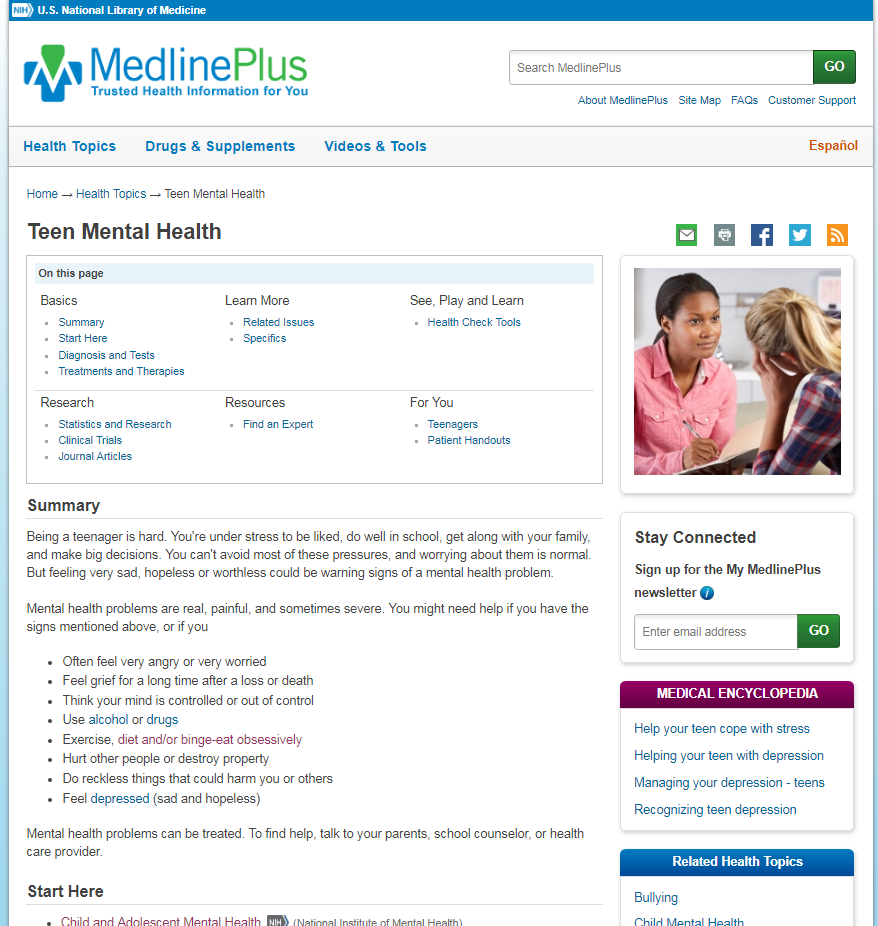 NIH U.S. National Library of Medicine
MedlinePlus
Trusted Health Information for You
Search MedlinePlus
GO
About MedlinePlus Site Map FAQs Customer Support
Health Topics Drugs & Supplements Videos & Tools Español
Home → Health Topics → Teen Mental Health
Teen Mental Health
On this page
Basics
Summary
Start Here
Diagnosis and Tests
Treatments and Therapies
Learn More
Related Issues
Specifics
See, Play and Learn
Health Check Tools
Research
Statistics and Research
Clinical Trials
Journal Articles
Resources
Find an Expert
For You
Teenagers
Patient Handouts
Summary
Being a teenager is hard. You're under stress to be liked, do well in school, get along with your family,
and make big decisions. You can't avoid most of these pressures, and worrying about them is normal.
But feeling very sad, hopeless or worthless could be warning signs of a mental health problem.
Mental health problems are real, painful, and sometimes severe. You might need help if you have the
signs mentioned above, or if you
Often feel very angry or very worried
Feel grief for a long time after a loss or death
Think your mind is controlled or out of control
Use alcohol or drugs
Exercise, diet and/or binge-eat obsessively
Hurt other people or destroy property
Do reckless things that could harm you or others
Feel depressed (sad and hopeless)
Mental health problems can be treated. To find help, talk to your parents, school counselor, or health
care provider.
Start Here
Child and Adolescent Mental Health NIH (National Institute of Mental Health)
Stay Connected
Sign up for the My MedlinePlus
newsletter i
Enter email address
GO
MEDICAL ENCYCLOPEDIA
Help your teen cope with stress
Helping your teen with depression
Managing your depression - teens
Recognizing teen depression
Related Health Topics
Bullying
Child Mental Health